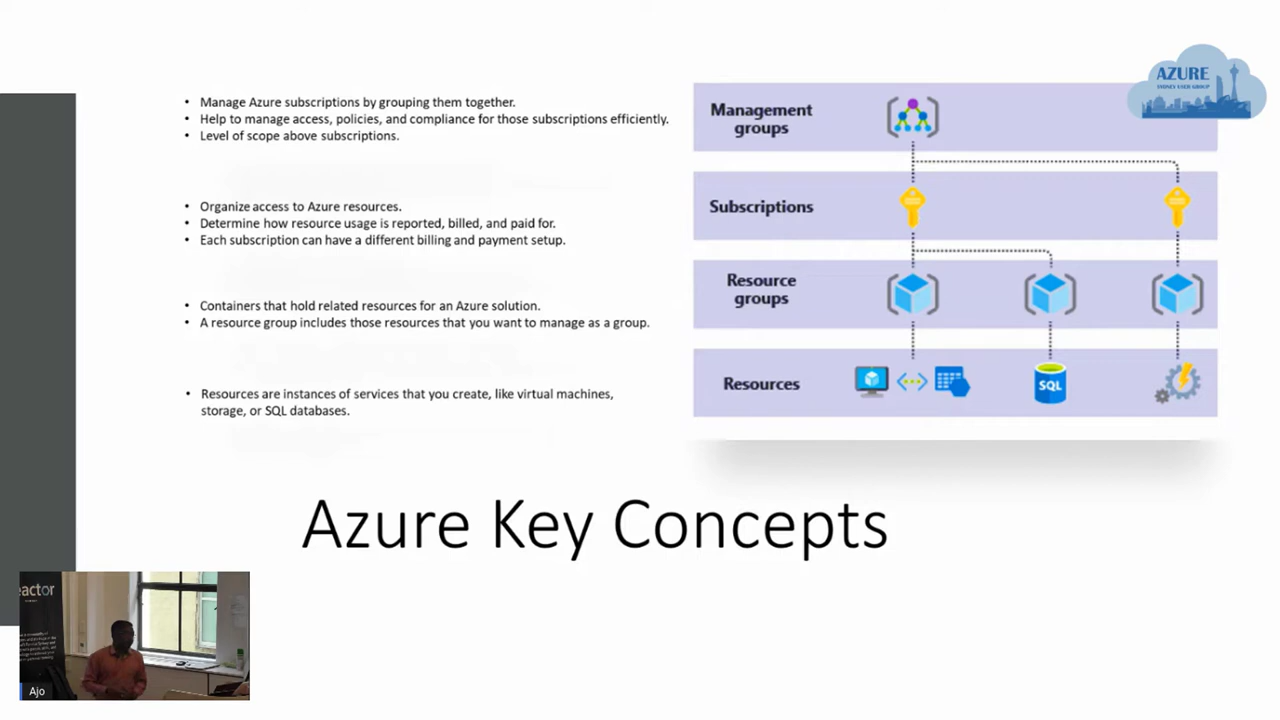 • Manage Azure subscriptions by grouping them together.
• Help to manage access, policies, and compliance for those subscriptions efficiently.
• Level of scope above subscriptions.
• Organize access to Azure resources.
• Determine how resource usage is reported, billed, and paid for.
• Each subscription can have a different billing and payment setup.
• Containers that hold related resources for an Azure solution.
• A resource group includes those resources that you want to manage as a group.
• Resources are instances of services that you create, like virtual machines,
storage, or SQL databases.
Management
groups
Subscriptions
Resource
groups
Resources
SQL
AZURE
SYDNEY USER GROUP
Azure Key Concepts
eactor
Ajo